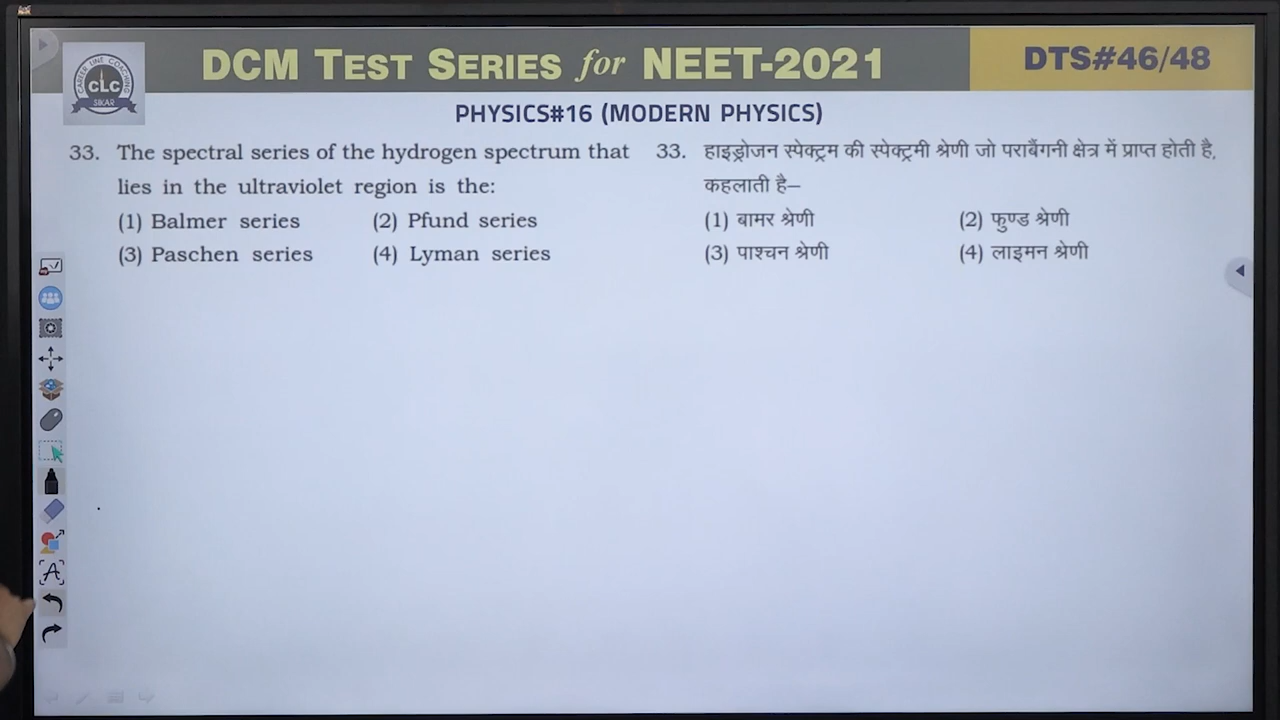 DCM TEST SERIES for NEET-2021
DTS#46/48
CAREER LINE COACHING
CLC
SIKAR
PHYSICS#16 (MODERN PHYSICS)
33. The spectral series of the hydrogen spectrum that
lies in the ultraviolet region is the:
(1) Balmer series (2) Pfund series
(3) Paschen series (4) Lyman series
33. हाइड्रोजन स्पेक्ट्रम की स्पेक्ट्रमी श्रेणी जो पराबैंगनी क्षेत्र में प्राप्त होती है,
कहलाती है–
(1) बामर श्रेणी (2) फुण्ड श्रेणी
(3) पाश्चन श्रेणी (4) लाइमन श्रेणी